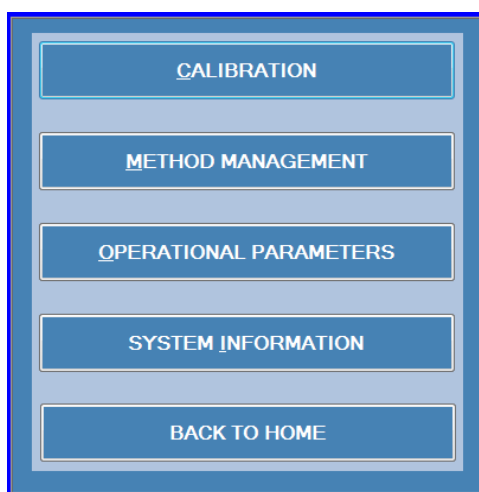 CALIBRATION
METHOD MANAGEMENT
OPERATIONAL PARAMETERS
SYSTEM INFORMATION
BACK TO HOME